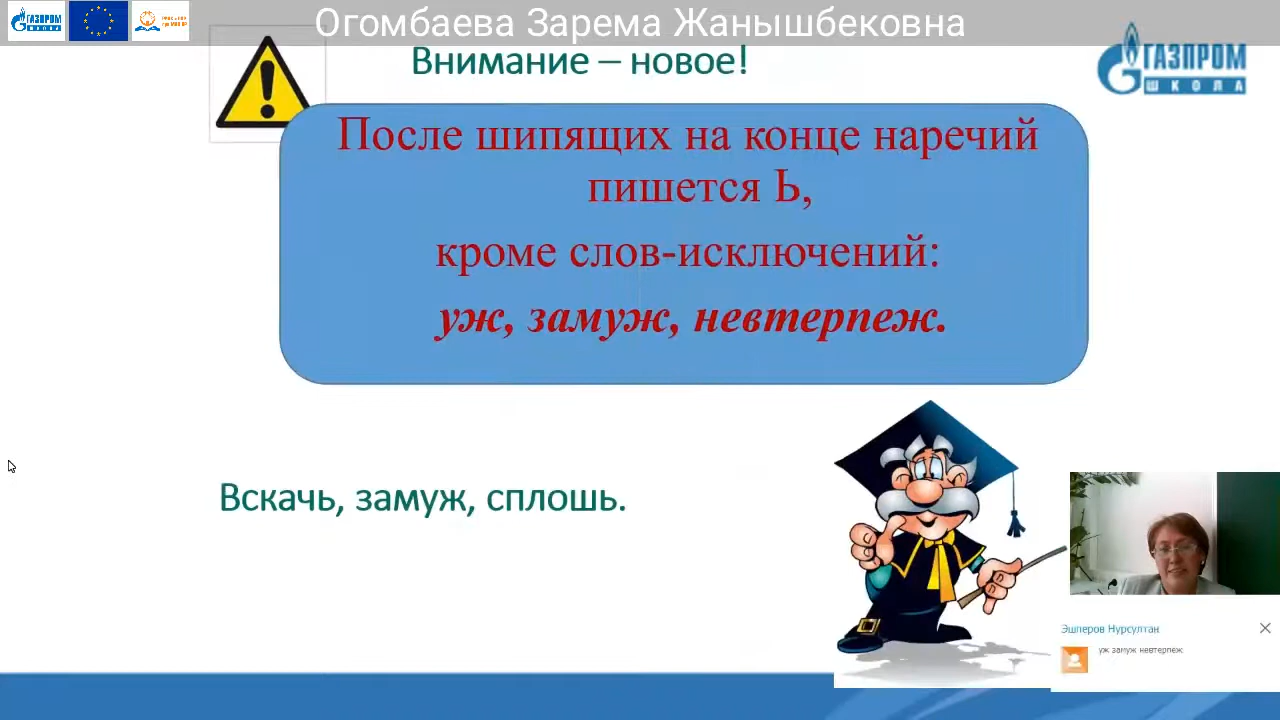 Огомбаева Зарема Жанышбековна
Внимание – новое!
ГАЗПРОМ
ШКОЛА
После шипящих на конце наречий
пишется Ь,
кроме слов-исключений:
уж, замуж, невтерпеж.
Вскачь, замуж, сплошь.
Эшперов Нурсултан
уж замуж невтерпеж